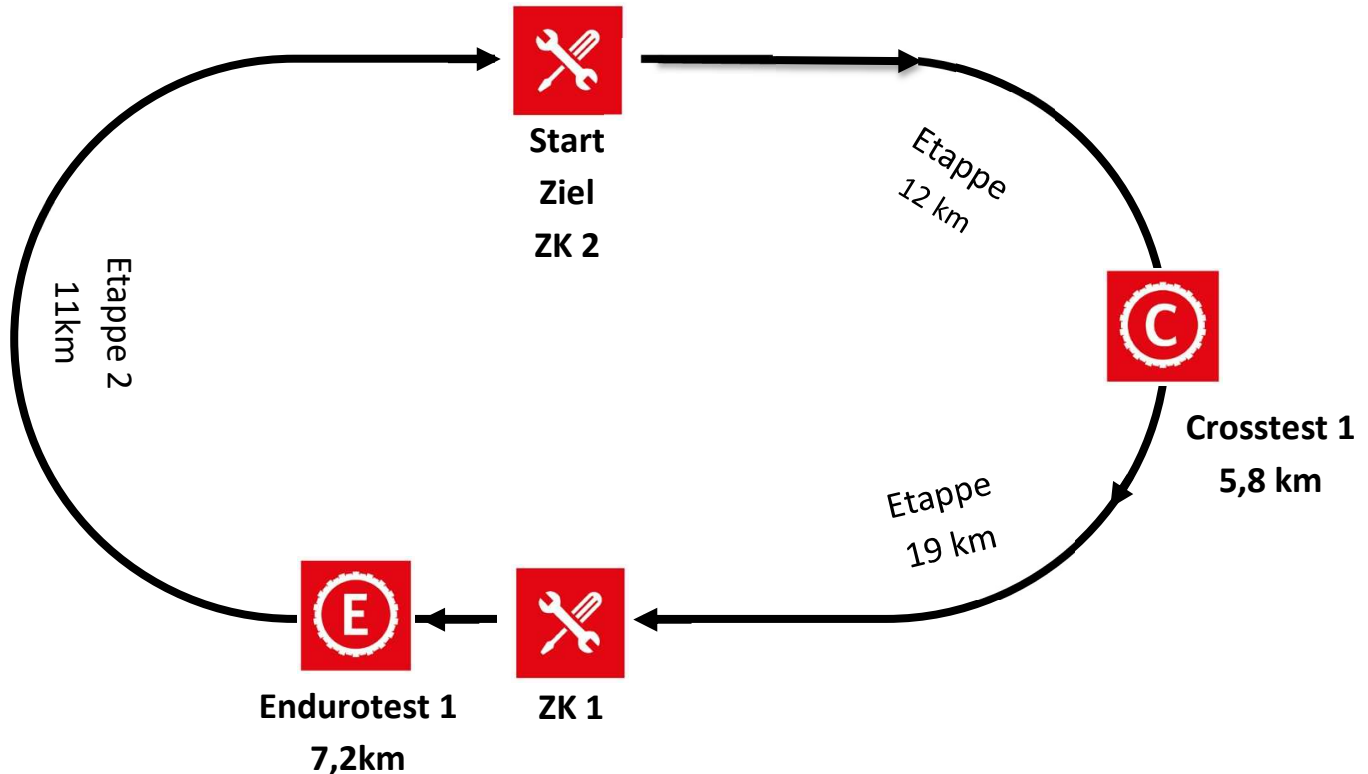 Start
Ziel
ZK 2
Etappe
12 km
C
Crosstest 1
5,8 km
Etappe
19 km
ZK 1
E
Endurotest 1
7,2km
Etappe 2
11km